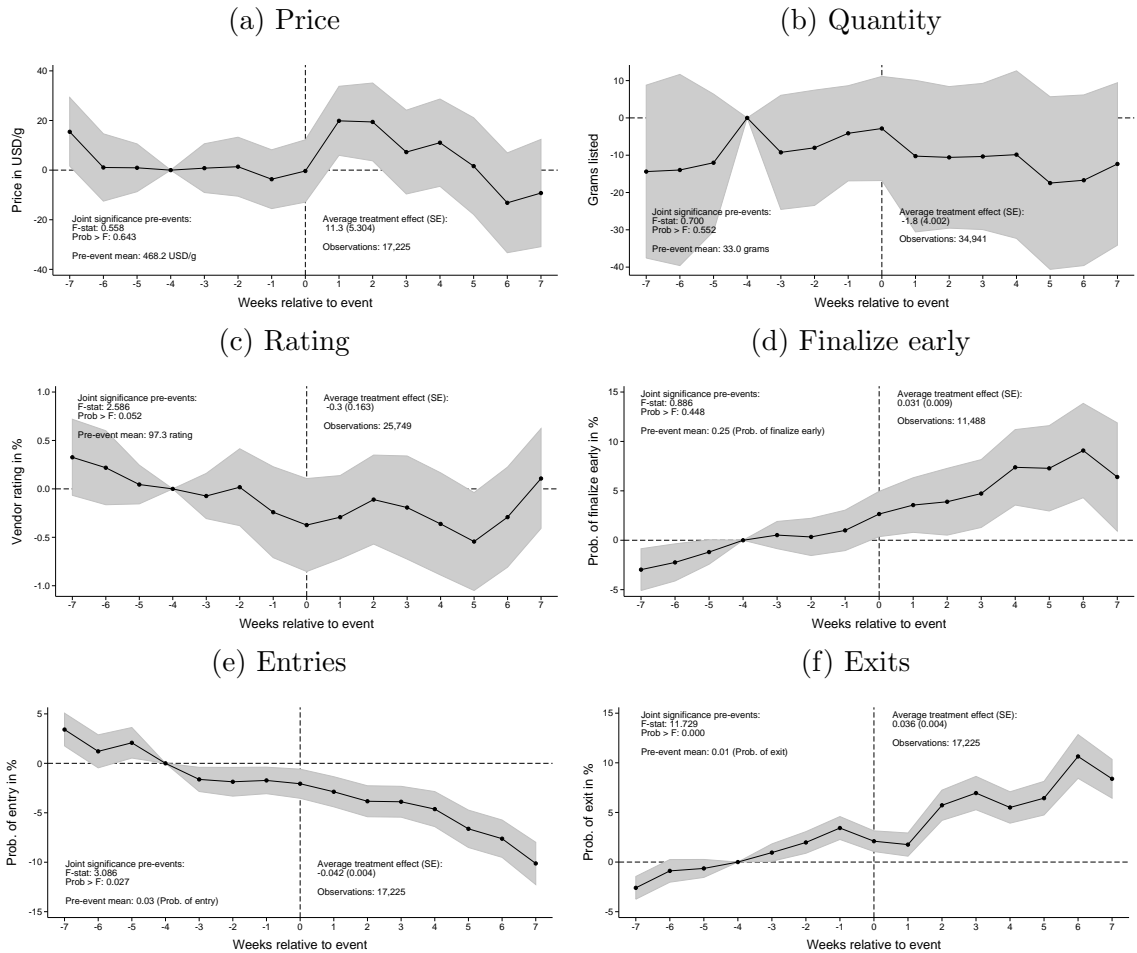 (a) Price
Price in USD/g
40
20
0
-20
-40
Joint significance pre-events:
F-stat: 0.558
Prob > F: 0.643
Pre-event mean: 468.2 USD/g
Average treatment effect (SE):
11.3 (5.304)
Observations: 17,225
-7 -6 -5 -4 -3 -2 -1 0 1 2 3 4 5 6 7
Weeks relative to event
(b) Quantity
Grams listed
10
0
-10
-20
-30
-40
Joint significance pre-events:
F-stat: 0.700
Prob > F: 0.552
Pre-event mean: 33.0 grams
Average treatment effect (SE):
-1.8 (4.002)
Observations: 34,941
-7 -6 -5 -4 -3 -2 -1 0 1 2 3 4 5 6 7
Weeks relative to event
(c) Rating
Vendor rating in %
1.0
0.5
0.0
-0.5
-1.0
Joint significance pre-events:
F-stat: 2.586
Prob > F: 0.052
Pre-event mean: 97.3 rating
Average treatment effect (SE):
-0.3 (0.163)
Observations: 25,749
-7 -6 -5 -4 -3 -2 -1 0 1 2 3 4 5 6 7
Weeks relative to event
(d) Finalize early
Prob. of finalize early in %
15
10
5
0
-5
Joint significance pre-events:
F-stat: 0.886
Prob > F: 0.448
Pre-event mean: 0.25 (Prob. of finalize early)
Average treatment effect (SE):
0.031 (0.009)
Observations: 11,488
-7 -6 -5 -4 -3 -2 -1 0 1 2 3 4 5 6 7
Weeks relative to event
(e) Entries
Prob. of entry in %
5
0
-5
-10
-15
Joint significance pre-events:
F-stat: 3.086
Prob > F: 0.027
Pre-event mean: 0.03 (Prob. of entry)
Average treatment effect (SE):
-0.042 (0.004)
Observations: 17,225
-7 -6 -5 -4 -3 -2 -1 0 1 2 3 4 5 6 7
Weeks relative to event
(f) Exits
Prob. of exit in %
15
10
5
0
-5
Joint significance pre-events:
F-stat: 11.729
Prob > F: 0.000
Pre-event mean: 0.01 (Prob. of exit)
Average treatment effect (SE):
0.036 (0.004)
Observations: 17,225
-7 -6 -5 -4 -3 -2 -1 0 1 2 3 4 5 6 7
Weeks relative to event